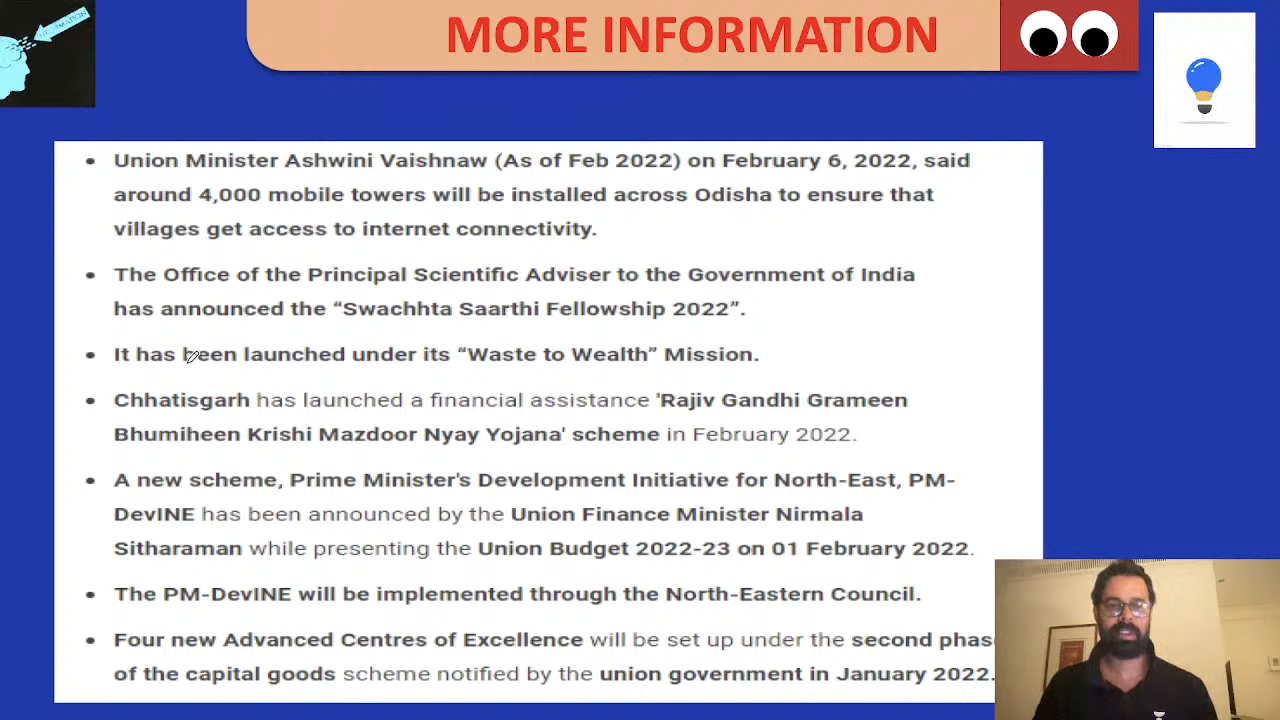 MORE INFORMATION
Union Minister Ashwini Vaishnaw (As of Feb 2022) on February 6, 2022, said
around 4,000 mobile towers will be installed across Odisha to ensure that
villages get access to internet connectivity.
The Office of the Principal Scientific Adviser to the Government of India
has announced the “Swachhta Saarthi Fellowship 2022”.
It has been launched under its “Waste to Wealth” Mission.
Chhatisgarh has launched a financial assistance 'Rajiv Gandhi Grameen
Bhumiheen Krishi Mazdoor Nyay Yojana' scheme in February 2022.
A new scheme, Prime Minister's Development Initiative for North-East, PM-
DevINE has been announced by the Union Finance Minister Nirmala
Sitharaman while presenting the Union Budget 2022-23 on 01 February 2022.
The PM-DevINE will be implemented through the North-Eastern Council.
Four new Advanced Centres of Excellence will be set up under the second phas
of the capital goods scheme notified by the union government in January 2022.